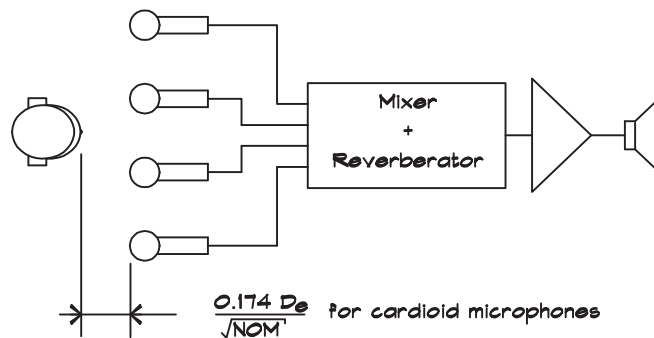 Mixer
+
Reverberator
0.174 De for cardioid microphones
√NOM